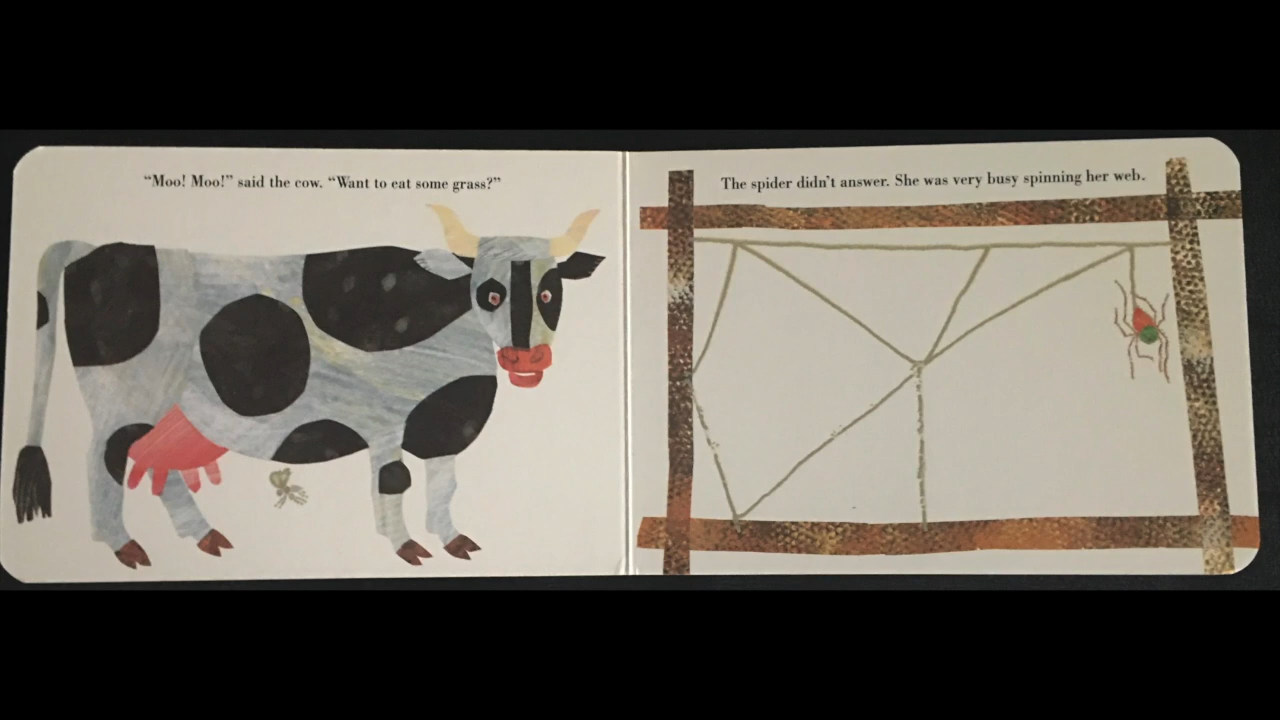 “Moo! Moo!” said the cow. “Want to eat some grass?”
The spider didn’t answer. She was very busy spinning her web.